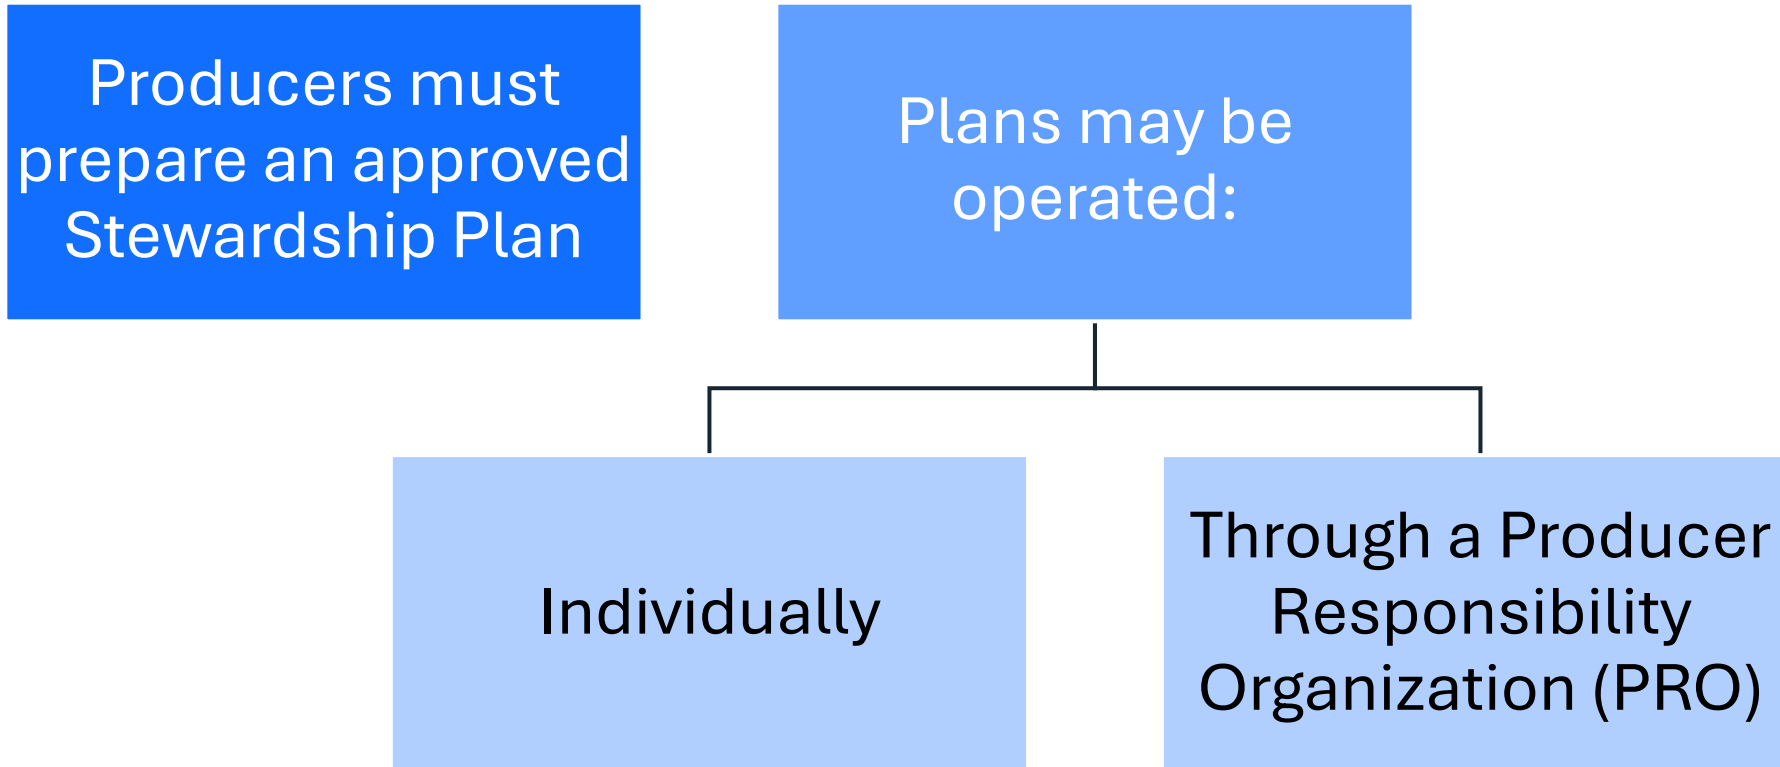 Producers must
prepare an approved
Stewardship Plan
Plans may be
operated:
Individually
Through a Producer
Responsibility
Organization (PRO)